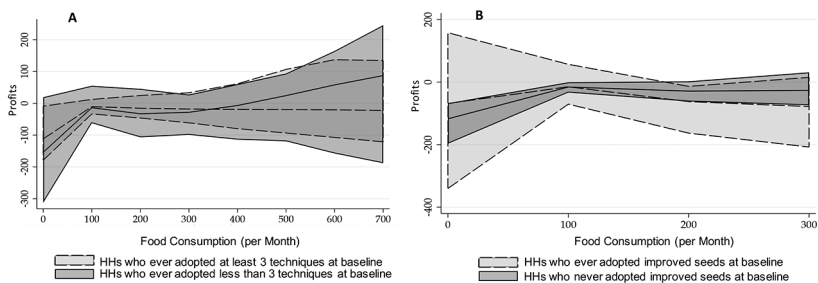 A
Profits
200
100
0
-100
-200
-300
0 100 200 300 400 500 600 700
Food Consumption (per Month)
HHs who ever adopted at least 3 techniques at baseline
HHs who ever adopted less than 3 techniques at baseline
B
Profits
200
0
-200
-400
0 100 200 300
Food Consumption (per Month)
HHs who ever adopted improved seeds at baseline
HHs who never adopted improved seeds at baseline